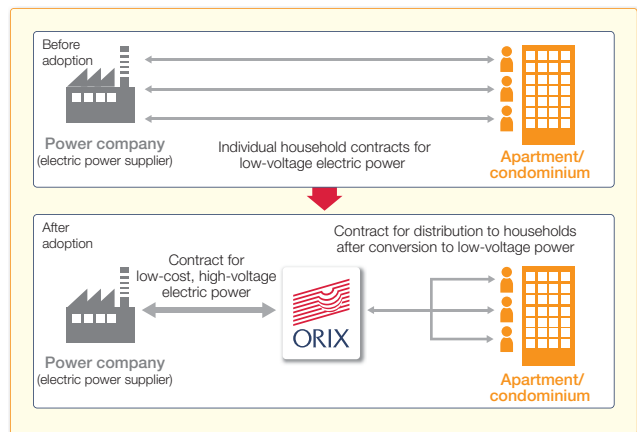 Before
adoption
Power company
(electric power supplier)
Individual household contracts for
low-voltage electric power
Apartment/
condominium
After
adoption
Contract for
low-cost, high-voltage
electric power
Contract for distribution to households
after conversion to low-voltage power
ORIX
Power company
(electric power supplier)
Apartment/
condominium